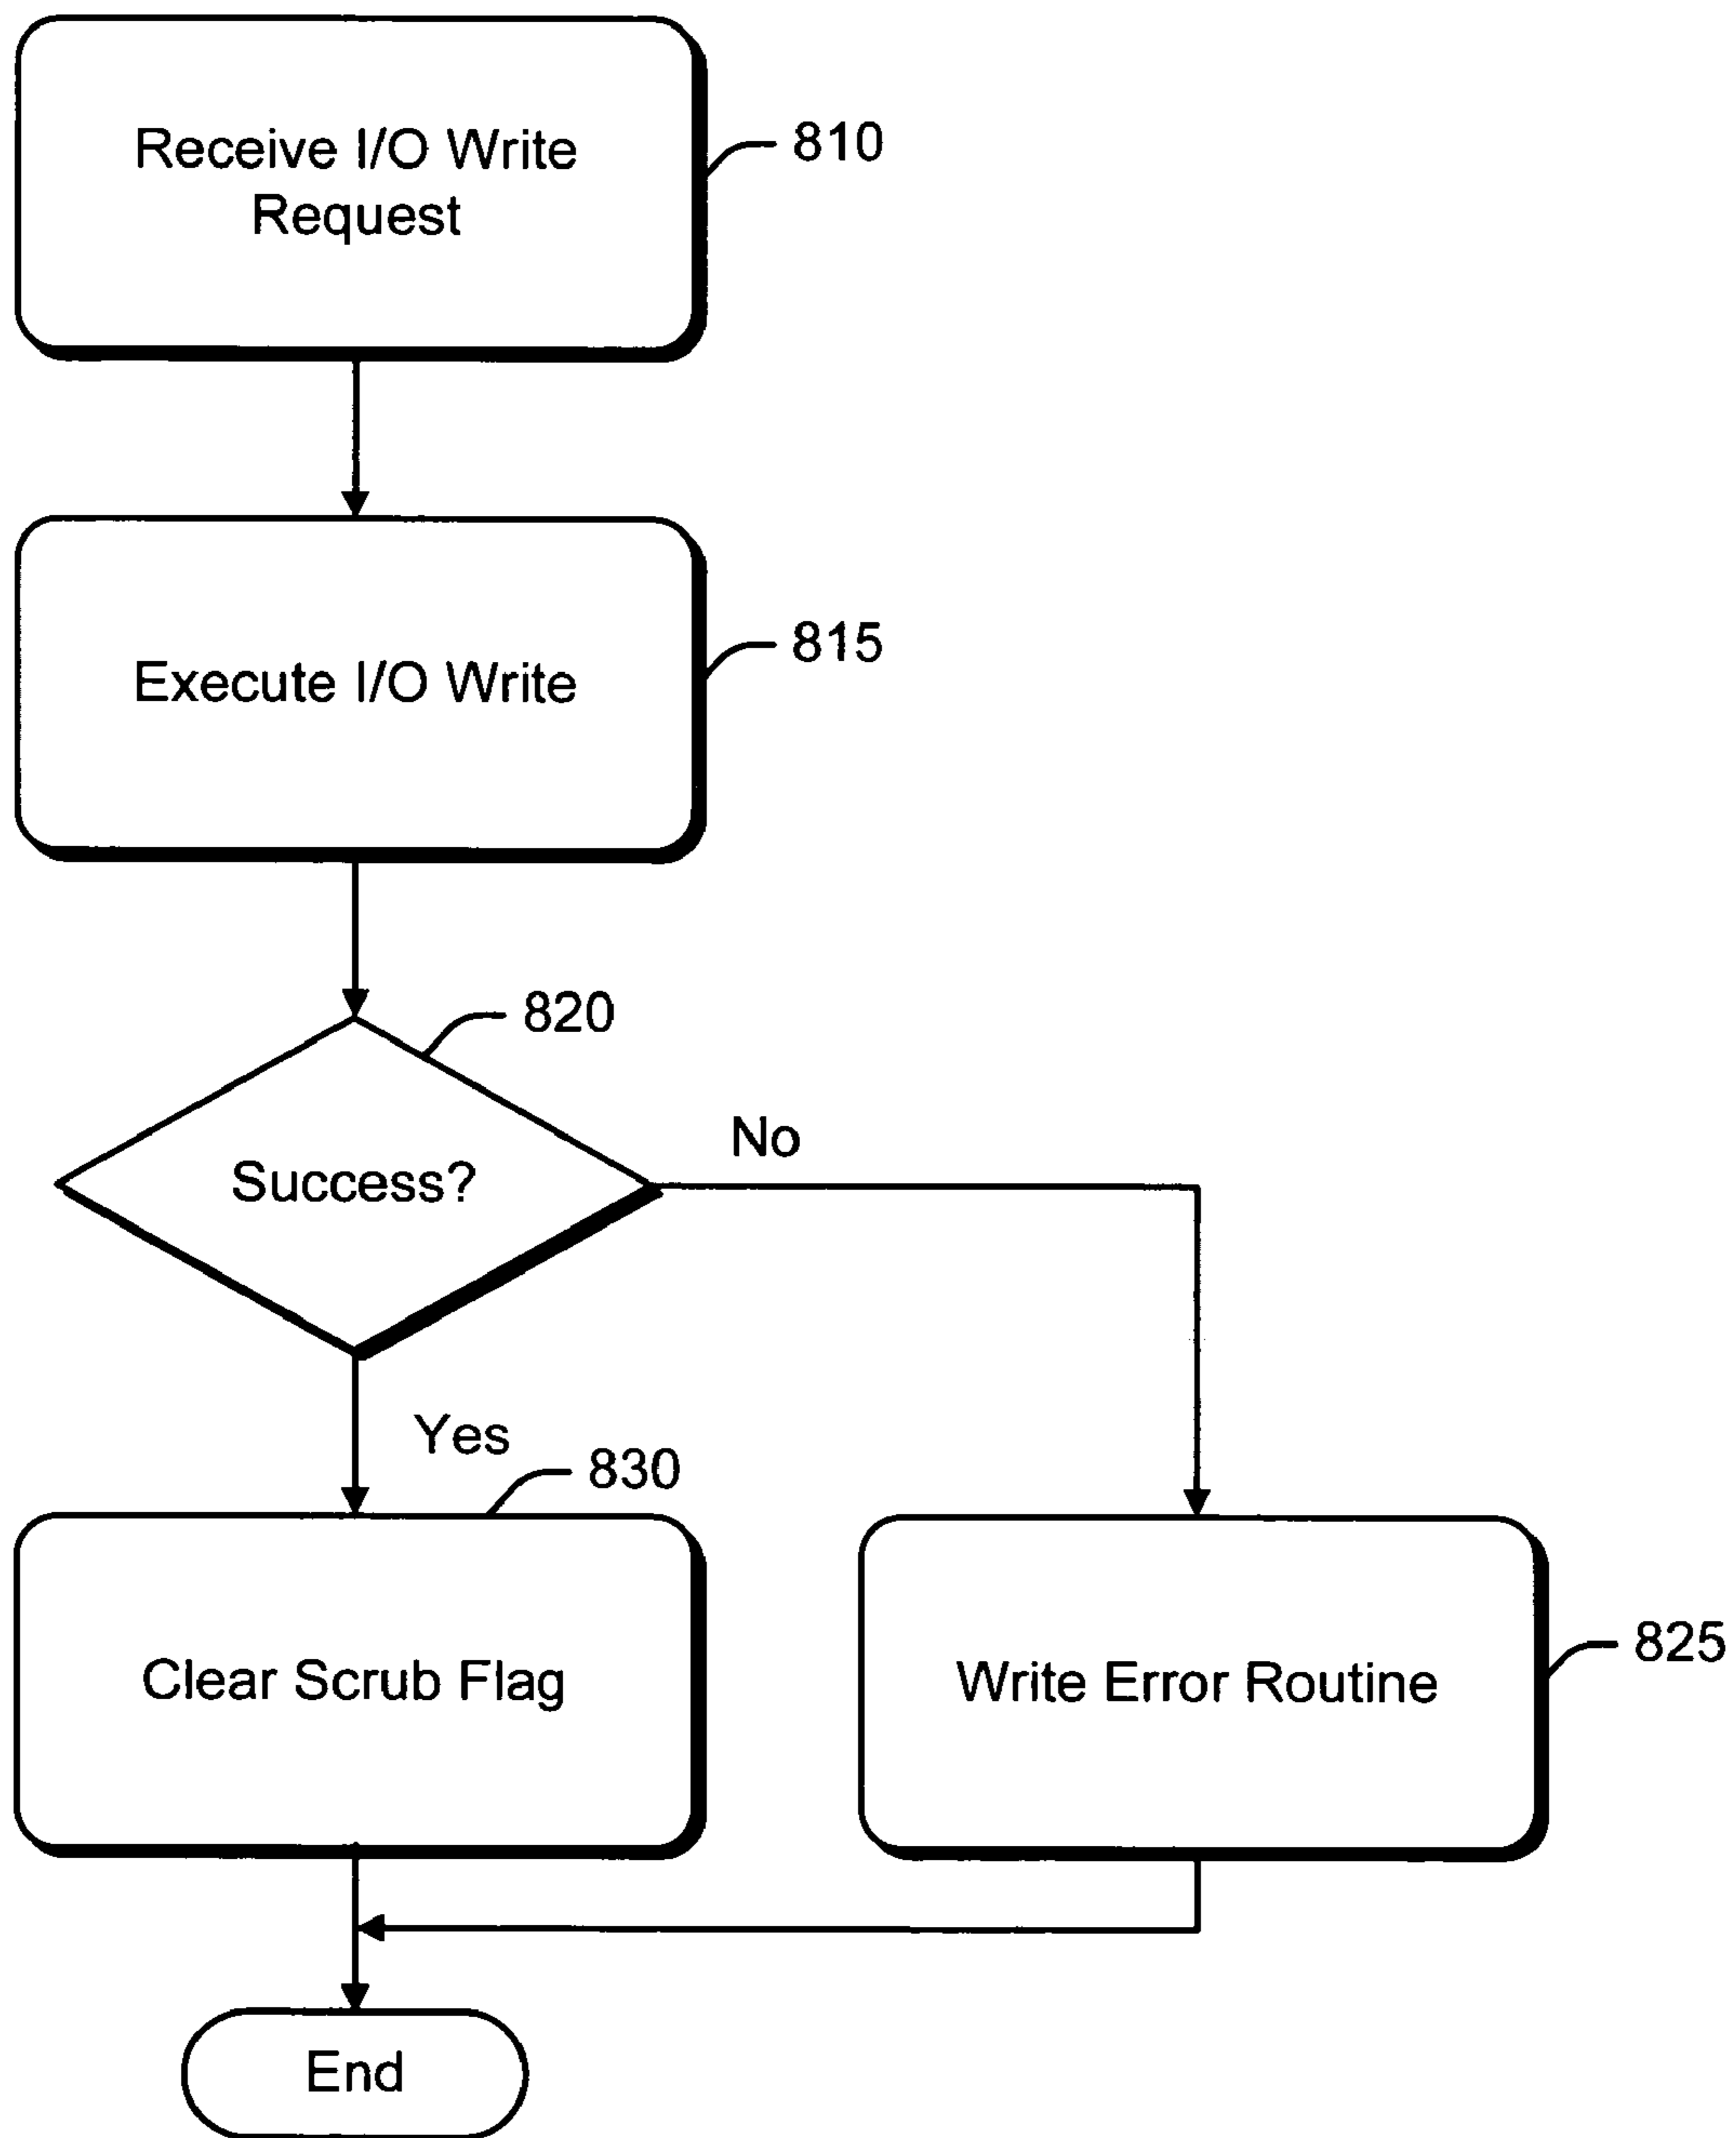 Receive I/O Write
Request
810
Execute I/O Write
815
820
Success?
No
Yes
830
Clear Scrub Flag
Write Error Routine
825
End